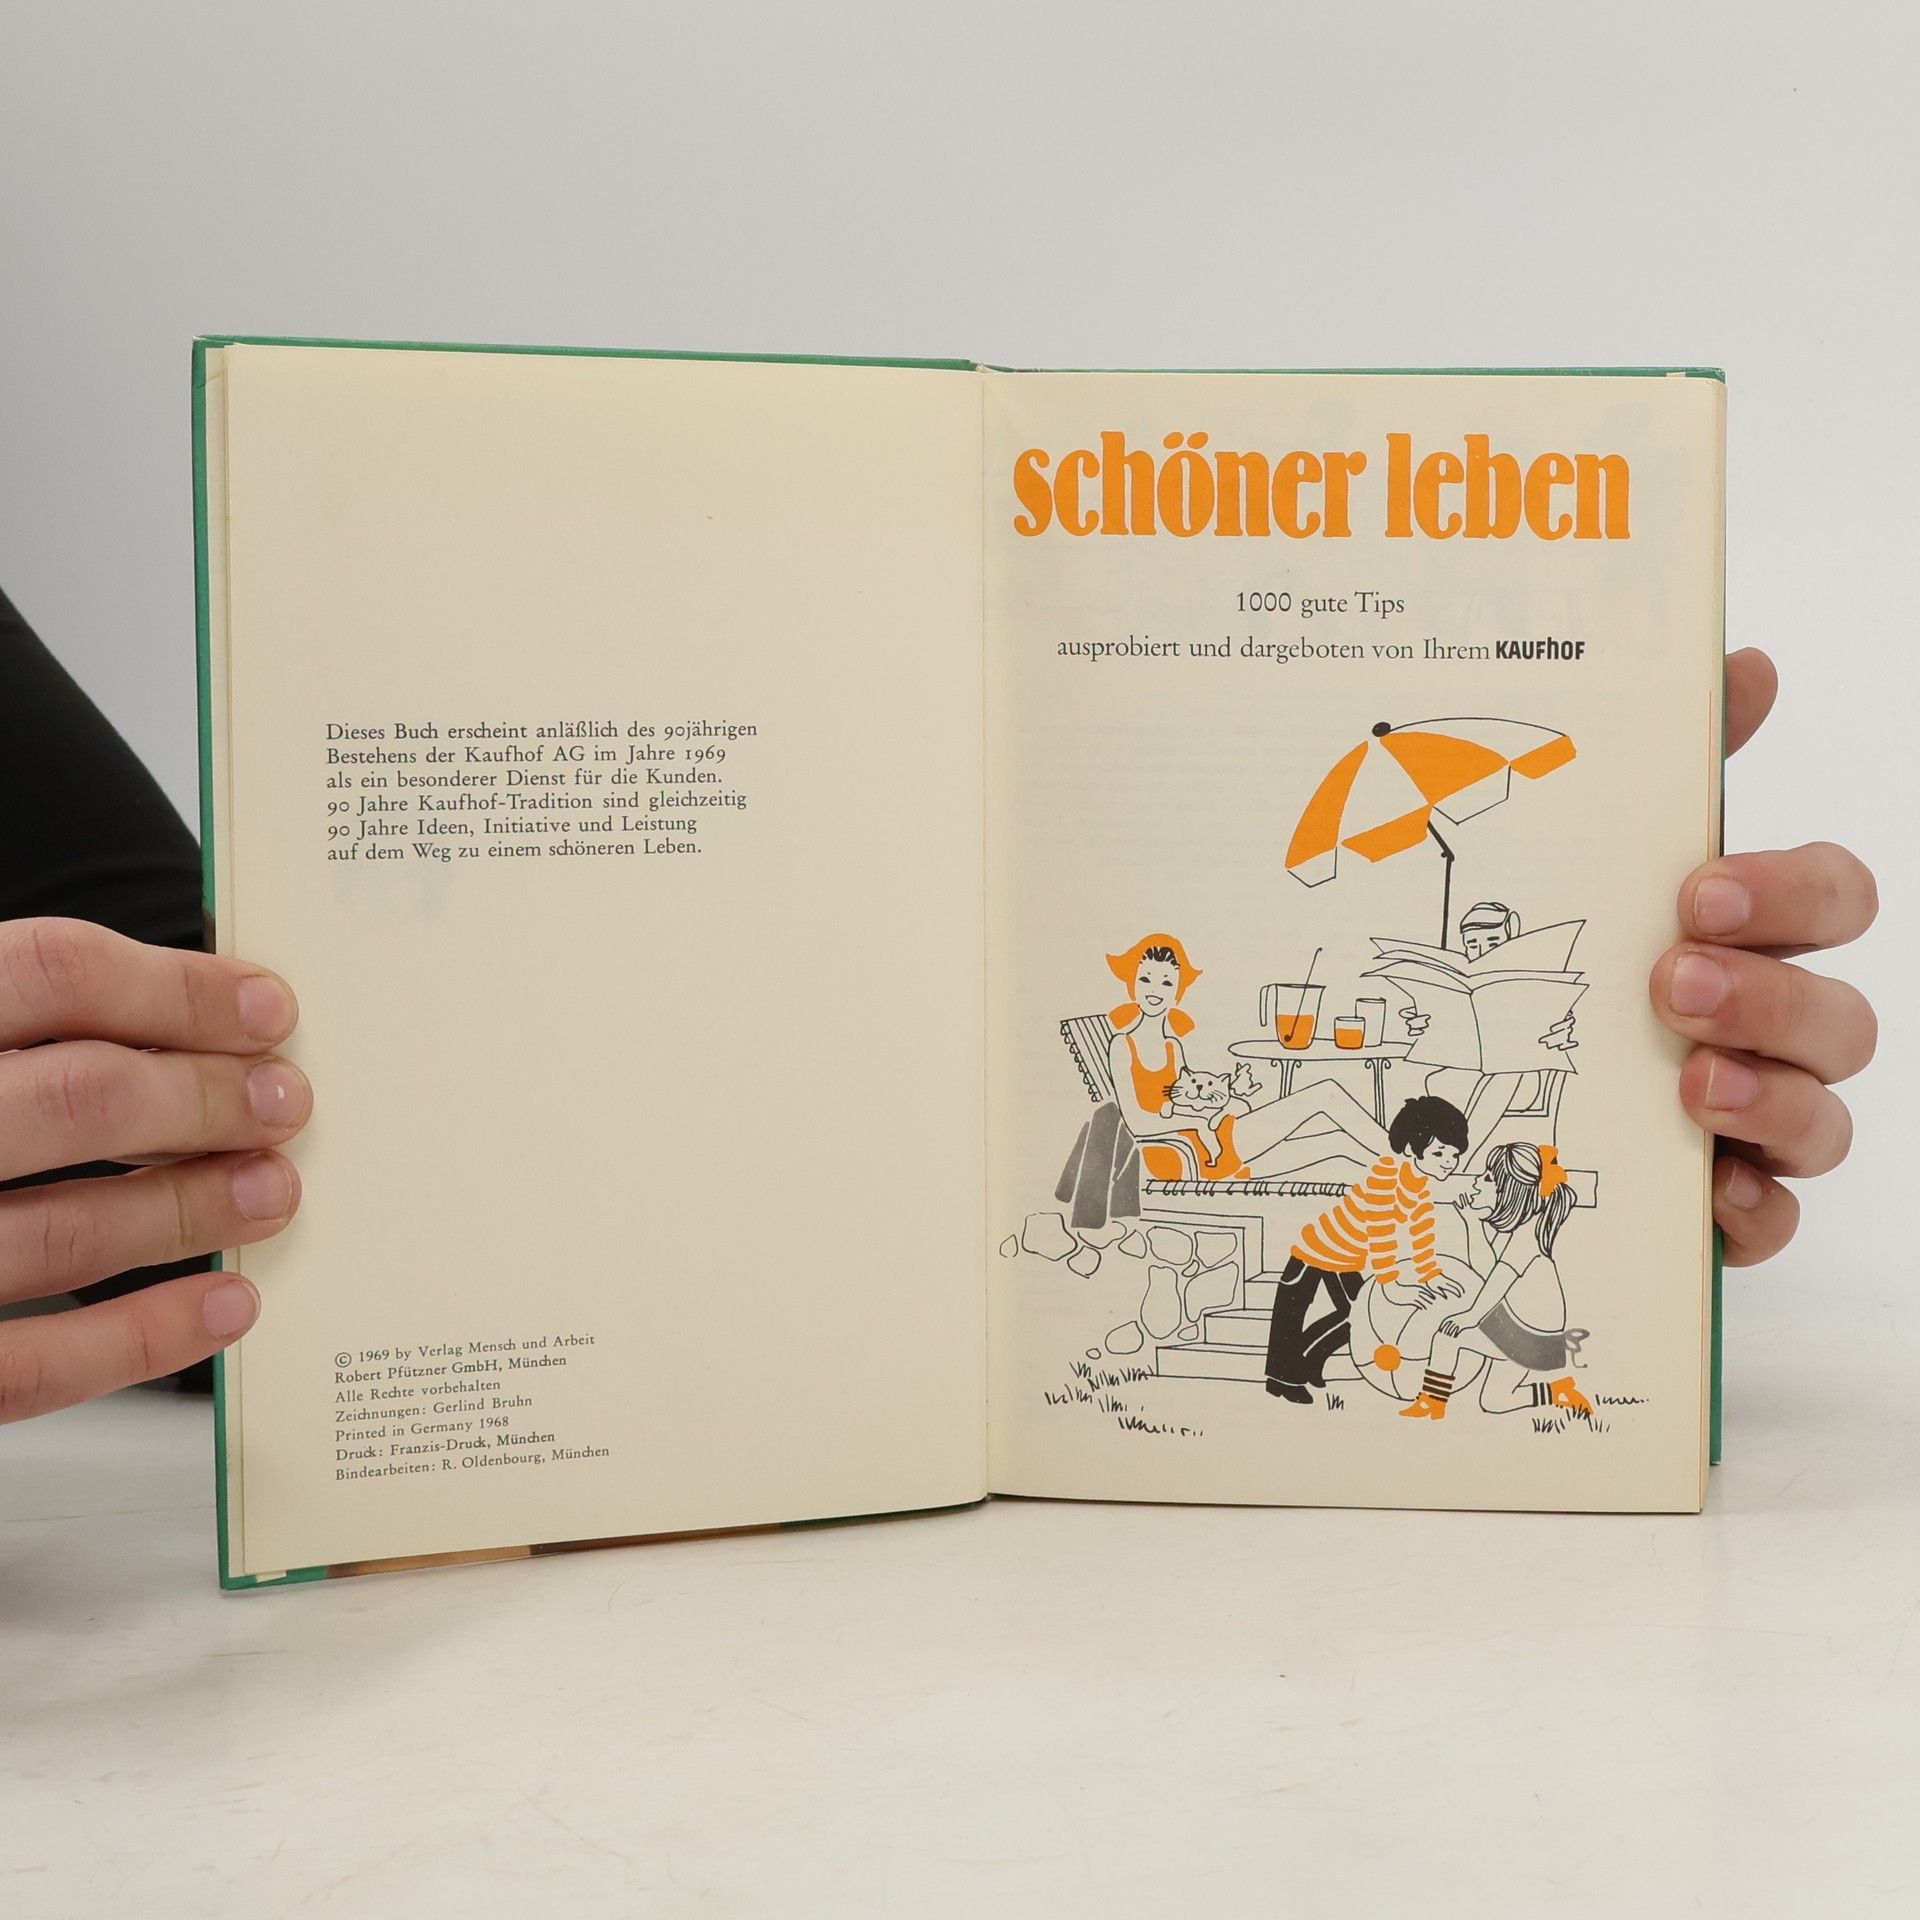 Dieses Buch erscheint anläßlich des 90jährigen
Bestehens der Kaufhof AG im Jahre 1969
als ein besonderer Dienst für die Kunden.
90 Jahre Kaufhof-Tradition sind gleichzeitig
90 Jahre Ideen, Initiative und Leistung
auf dem Weg zu einem schöneren Leben.
© 1969 by Verlag Mensch und Arbeit
Robert Pfützner GmbH, München
Alle Rechte vorbehalten
Zeichnungen: Gerlind Bruhn
Printed in Germany 1968
Druck: Franzis-Druck, München
Bindearbeiten: R. Oldenbourg, München
schöner leben
1000 gute Tips
ausprobiert und dargeboten von Ihrem KAUFhOF